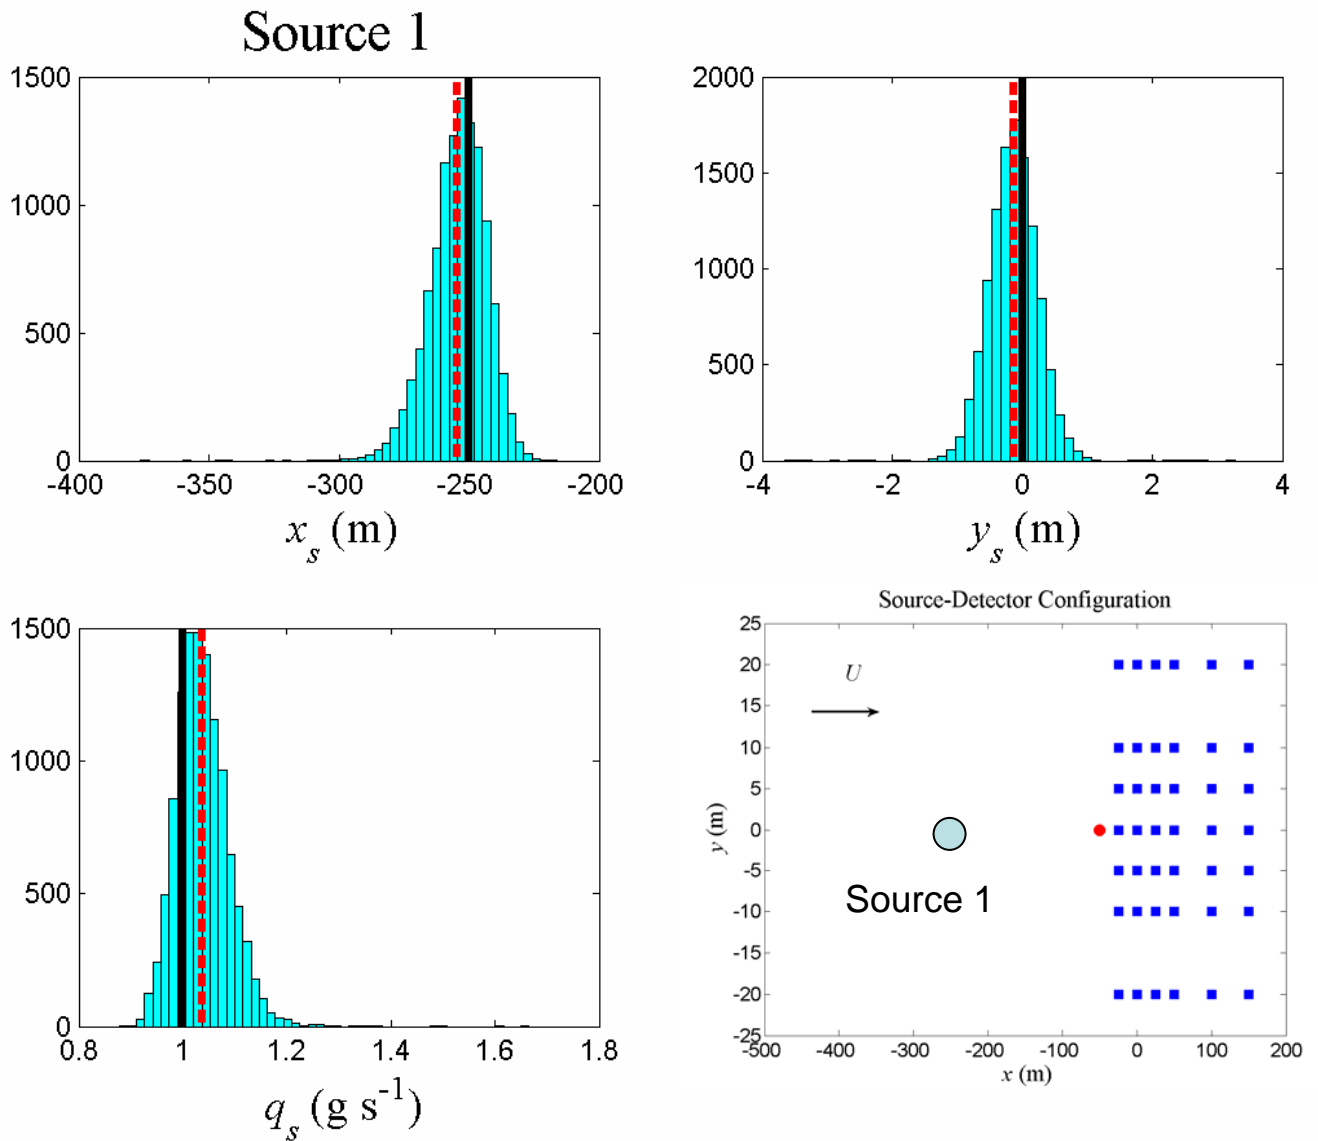 Source 1
1500
1000
500
0
-400 -350 -300 -250 -200
x_s (m)
2000
1500
1000
500
0
-4 -2 0 2 4
y_s (m)
1500
1000
500
0
0.8 1 1.2 1.4 1.6 1.8
q_s (g s^-1)
Source-Detector Configuration
25
20
15
10
5
0
-5
-10
-15
-20
-25
y (m)
U
Source 1
-500 -400 -300 -200 -100 0 100 200
x (m)